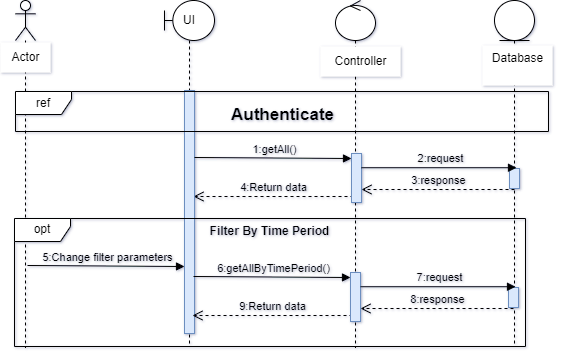 UI
Actor
Controller
Database
ref
Authenticate
1:getAll()
2:request
3:response
4:Return data
opt
Filter By Time Period
5:Change filter parameters
6:getAllByTimePeriod()
7:request
8:response
9:Return data